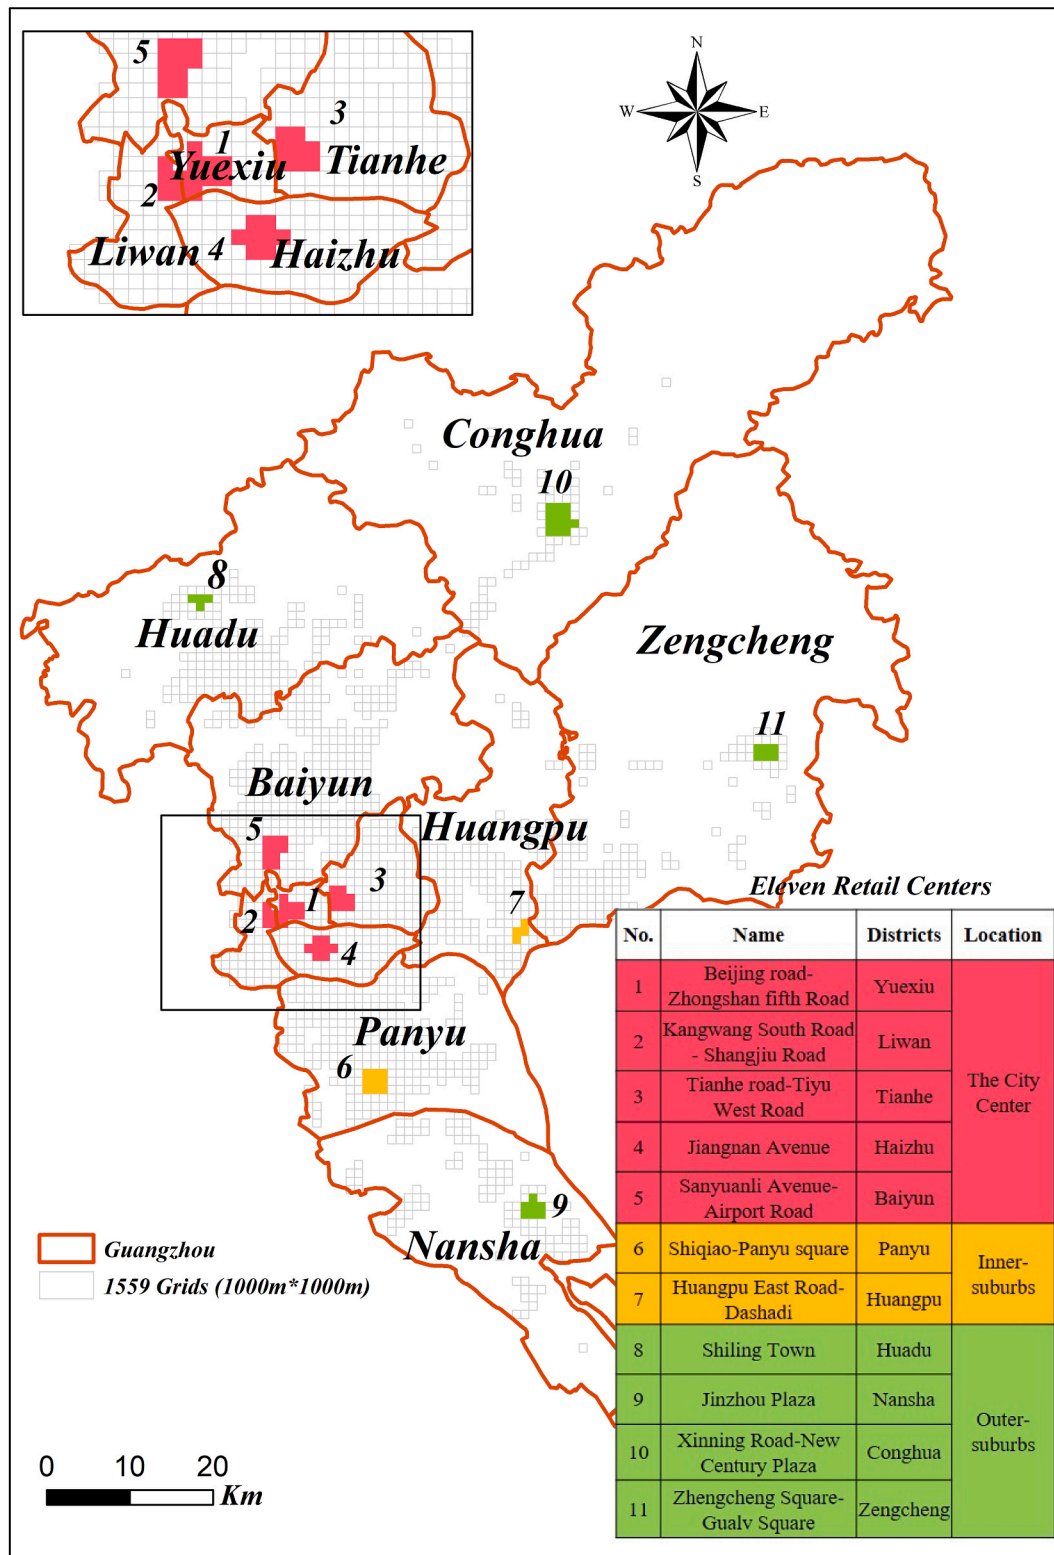 N
W E
S
5
3
1
Yuexiu Tianhe
2
Liwan 4 Haizhu
Conghua
10
8
Huadu
Zengcheng
11
Baiyun
5
Huangpu
3
7
1
2
4
Eleven Retail Centers
Panyu
6
9
Nansha
Guangzhou
1559 Grids (1000m*1000m)
0 10 20
Km
No. Name Districts Location
1 Beijing road-
Zhongshan fifth Road Yuexiu
2 Kangwang South Road
- Shangjiu Road Liwan
3 Tianhe road-Tiyu
West Road Tianhe
4 Jiangnan Avenue Haizhu
5 Sanyuanli Avenue-
Airport Road Baiyun
The City
Center
6 Shiqiao-Panyu square Panyu
7 Huangpu East Road-
Dashadi Huangpu
Inner-
suburbs
8 Shiling Town Huadu
9 Jinzhou Plaza Nansha
10 Xinning Road-New
Century Plaza Conghua
11 Zhengcheng Square-
Gualv Square Zengcheng
Outer-
suburbs